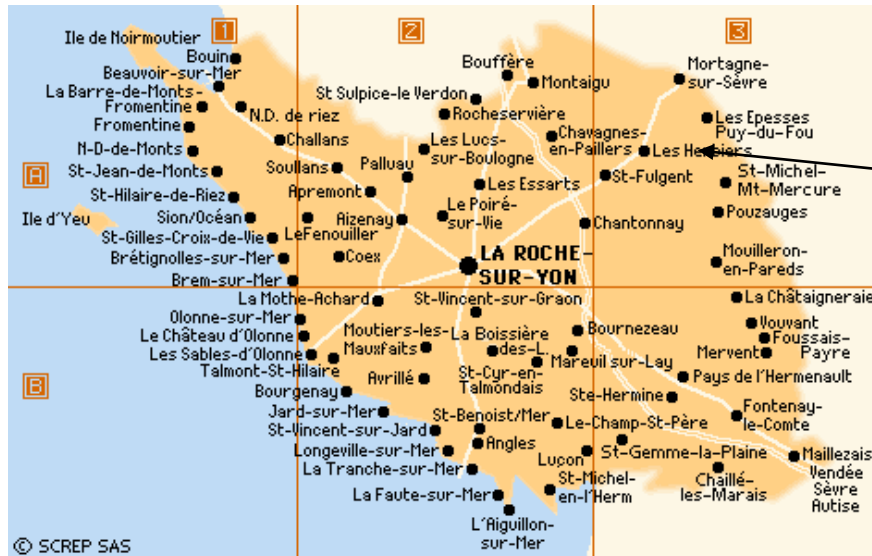 1
2
3
Ile de Noirmoutier
Bouin
Beauvoir-sur-Mer
La Barre-de-Monts-
Fromentine
Fromentine
N-D-de-Monts
St-Jean-de-Monts
St-Hilaire-de-Riez
Sion/Océan
St-Gilles-Croix-de-Vie
Brétignolles-sur-Mer
Brem-sur-Mer
A
Ile d'Yeu
N.D. de riez
Challans
Soullans
Apremont
LeFenouiller
Coex
Bouffère
Montaigu
St Sulpice-le Verdon
Rocheservière
Les Lucs-
sur-Boulogne
Palluau
Aizenay
Les Essarts
Le Poiré-
sur-Vie
LA ROCHE-
SUR-YON
Chavagnes-
en-Paillers
Mortagne-
sur-Sèvre
Les Epesses
Puy-du-Fou
Les Herbiers
St-Fulgent
St-Michel-
Mt-Mercure
Pouzauges
Chantonnay
Mouilleron-
en-Pareds
B
La Mothe-Achard
Olonne-sur-Mer
Le Château d'Olonne
Les Sables-d'Olonne
Talmont-St-Hilaire
Bourgenay
Jard-sur-Mer
St-Vincent-sur-Jard
Longeville-sur-Mer
La Tranche-sur-Mer
La Faute-sur-Mer
L'Aiguillon-
sur-Mer
St-Vincent-sur-Graon
Moutiers-les-
Mauxfaits
Avrillé
La Boissière
des-L.
St-Cyr-en-
Talmondais
St-Benoist/Mer
Angles
Bournezeau
Mareuil sur-Lay
Le-Champ-St-Père
Luçon
St-Michel-
en-l'Herm
La Châtaigneraie
Vouvant
Foussais-
Payre
Mervent
Pays de l'Hermenault
Ste-Hermine
Fontenay-
le-Comte
St-Gemme-la-Plaine
Chaillé-
les-Marais
Maillezais
Vendée
Sèvre
Autise
© SCREP SAS